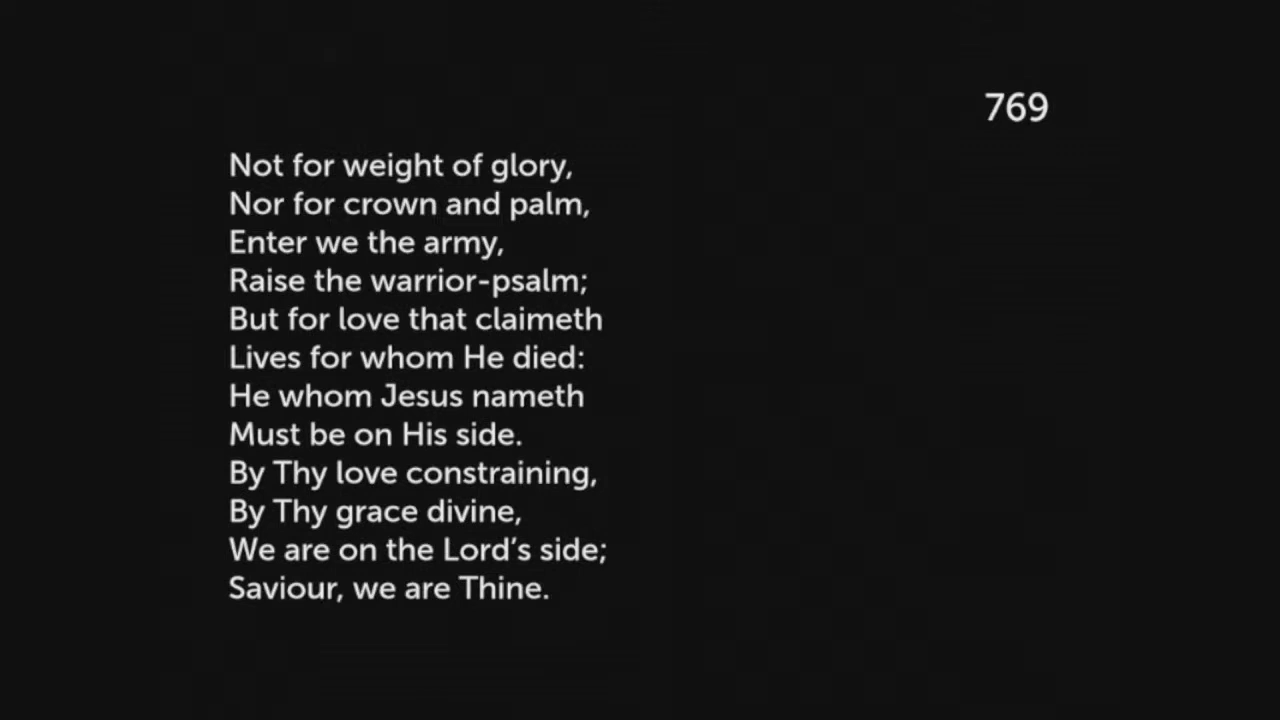 769
Not for weight of glory,
Nor for crown and palm,
Enter we the army,
Raise the warrior-psalm;
But for love that claimeth
Lives for whom He died:
He whom Jesus nameth
Must be on His side.
By Thy love constraining,
By Thy grace divine,
We are on the Lord’s side;
Saviour, we are Thine.